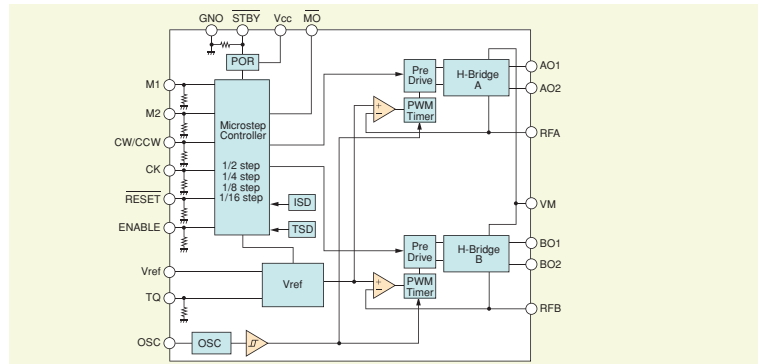 GNO STBY Vcc MO
POR
M1
M2
CW/CCW
CK
RESET
ENABLE
Vref
TQ
OSC
Microstep
Controller
1/2 step
1/4 step
1/8 step
1/16 step
ISD
TSD
Vref
OSC
Pre
Drive
H-Bridge
A
+
−
PWM
Timer
Pre
Drive
H-Bridge
B
+
−
PWM
Timer
AO1
AO2
RFA
VM
BO1
BO2
RFB